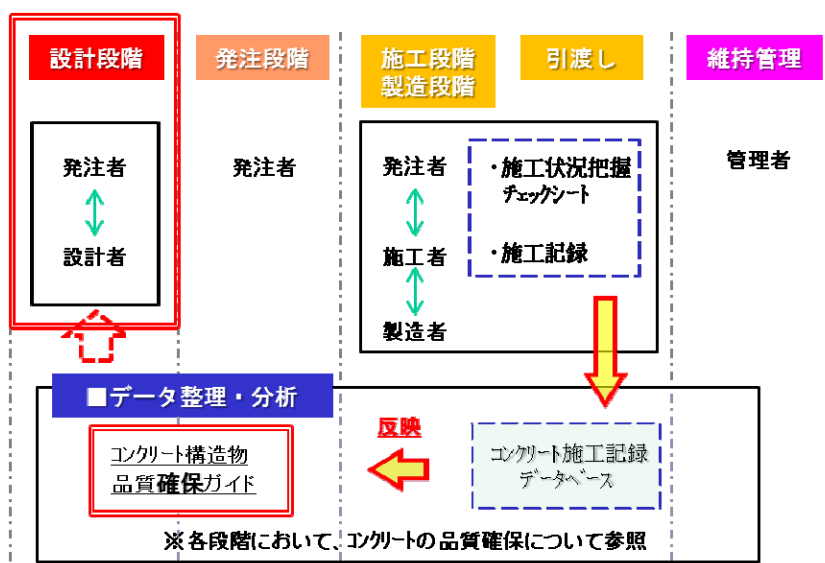 設計段階
発注段階
施工段階
製造段階
引渡し
維持管理
発注者
設計者
発注者
発注者
施工者
製造者
・施工状況把握
チェックシート
・施工記録
管理者
■データ整理・分析
コンクリート構造物
品質確保ガイド
反映
コンクリート施工記録
データベース
※各段階において、コンクリートの品質確保について参照